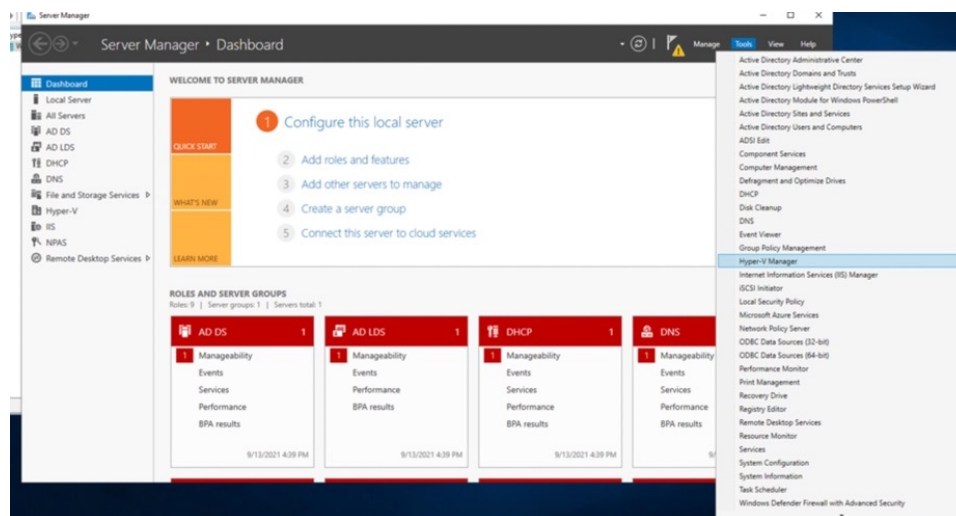 Server Manager
Server Manager • Dashboard
Manage Tools View Help
Dashboard
Local Server
All Servers
AD DS
AD LDS
DHCP
DNS
File and Storage Services
Hyper-V
IIS
NPAS
Remote Desktop Services
WELCOME TO SERVER MANAGER
QUICK START
WHAT'S NEW
LEARN MORE
1 Configure this local server
2 Add roles and features
3 Add other servers to manage
4 Create a server group
5 Connect this server to cloud services
ROLES AND SERVER GROUPS
Roles: 9 | Server groups: 1 | Servers total: 1
AD DS 1
1 Manageability
Events
Services
Performance
BPA results
9/13/2021 4:39 PM
AD LDS 1
1 Manageability
Events
Performance
BPA results
9/13/2021 4:39 PM
DHCP 1
1 Manageability
Events
Services
Performance
BPA results
9/13/2021 4:39 PM
DNS
1 Manageability
Events
Services
Performance
BPA results
9/
Active Directory Administrative Center
Active Directory Domains and Trusts
Active Directory Lightweight Directory Services Setup Wizard
Active Directory Module for Windows PowerShell
Active Directory Sites and Services
Active Directory Users and Computers
ADSI Edit
Component Services
Computer Management
Defragment and Optimize Drives
DHCP
Disk Cleanup
DNS
Event Viewer
Group Policy Management
Hyper-V Manager
Internet Information Services (IIS) Manager
iSCSI Initiator
Local Security Policy
Microsoft Azure Services
Network Policy Server
ODBC Data Sources (32-bit)
ODBC Data Sources (64-bit)
Performance Monitor
Print Management
Recovery Drive
Registry Editor
Remote Desktop Services
Resource Monitor
Services
System Configuration
System Information
Task Scheduler
Windows Defender Firewall with Advanced Security